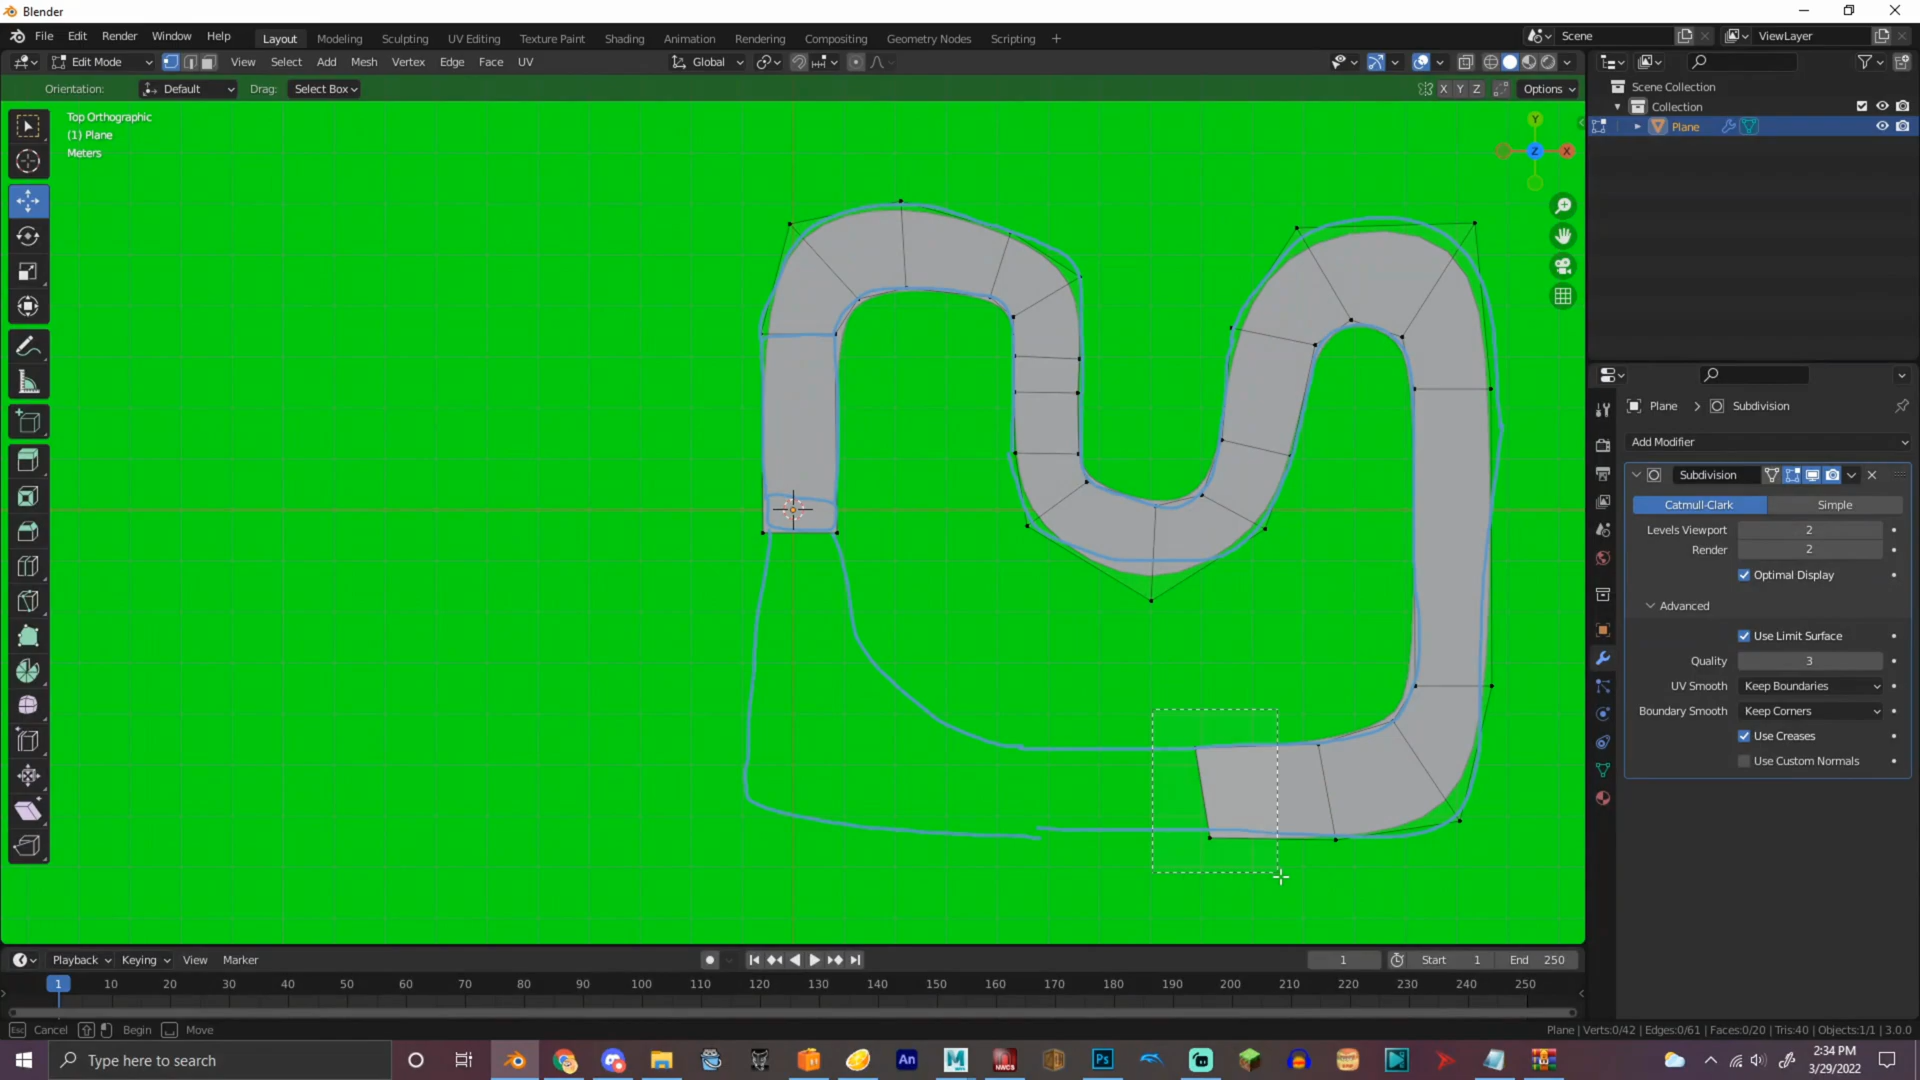 Blender
File Edit Render Window Help Layout Modeling Sculpting UV Editing Texture Paint Shading Animation Rendering Compositing Geometry Nodes Scripting + Scene ViewLayer
Edit Mode View Select Add Mesh Vertex Edge Face UV Global
Orientation: Default Drag: Select Box X Y Z Options
Scene Collection
Collection
Plane
Top Orthographic
(1) Plane
Meters
Y
Z X
Plane > Subdivision
Add Modifier
Subdivision
Catmull-Clark Simple
Levels Viewport 2
Render 2
Optimal Display
Advanced
Use Limit Surface
Quality 3
UV Smooth Keep Boundaries
Boundary Smooth Keep Corners
Use Creases
Use Custom Normals
Playback Keying View Marker 1 Start 1 End 250
1 10 20 30 40 50 60 70 80 90 100 110 120 130 140 150 160 170 180 190 200 210 220 230 240 250
Esc Cancel Begin Move Plane | Verts:0/42 | Edges:0/61 | Faces:0/20 | Tris:40 | Objects:1/1 | 3.0.0
Type here to search An M NWCS Ps 2:34 PM
3/29/2022